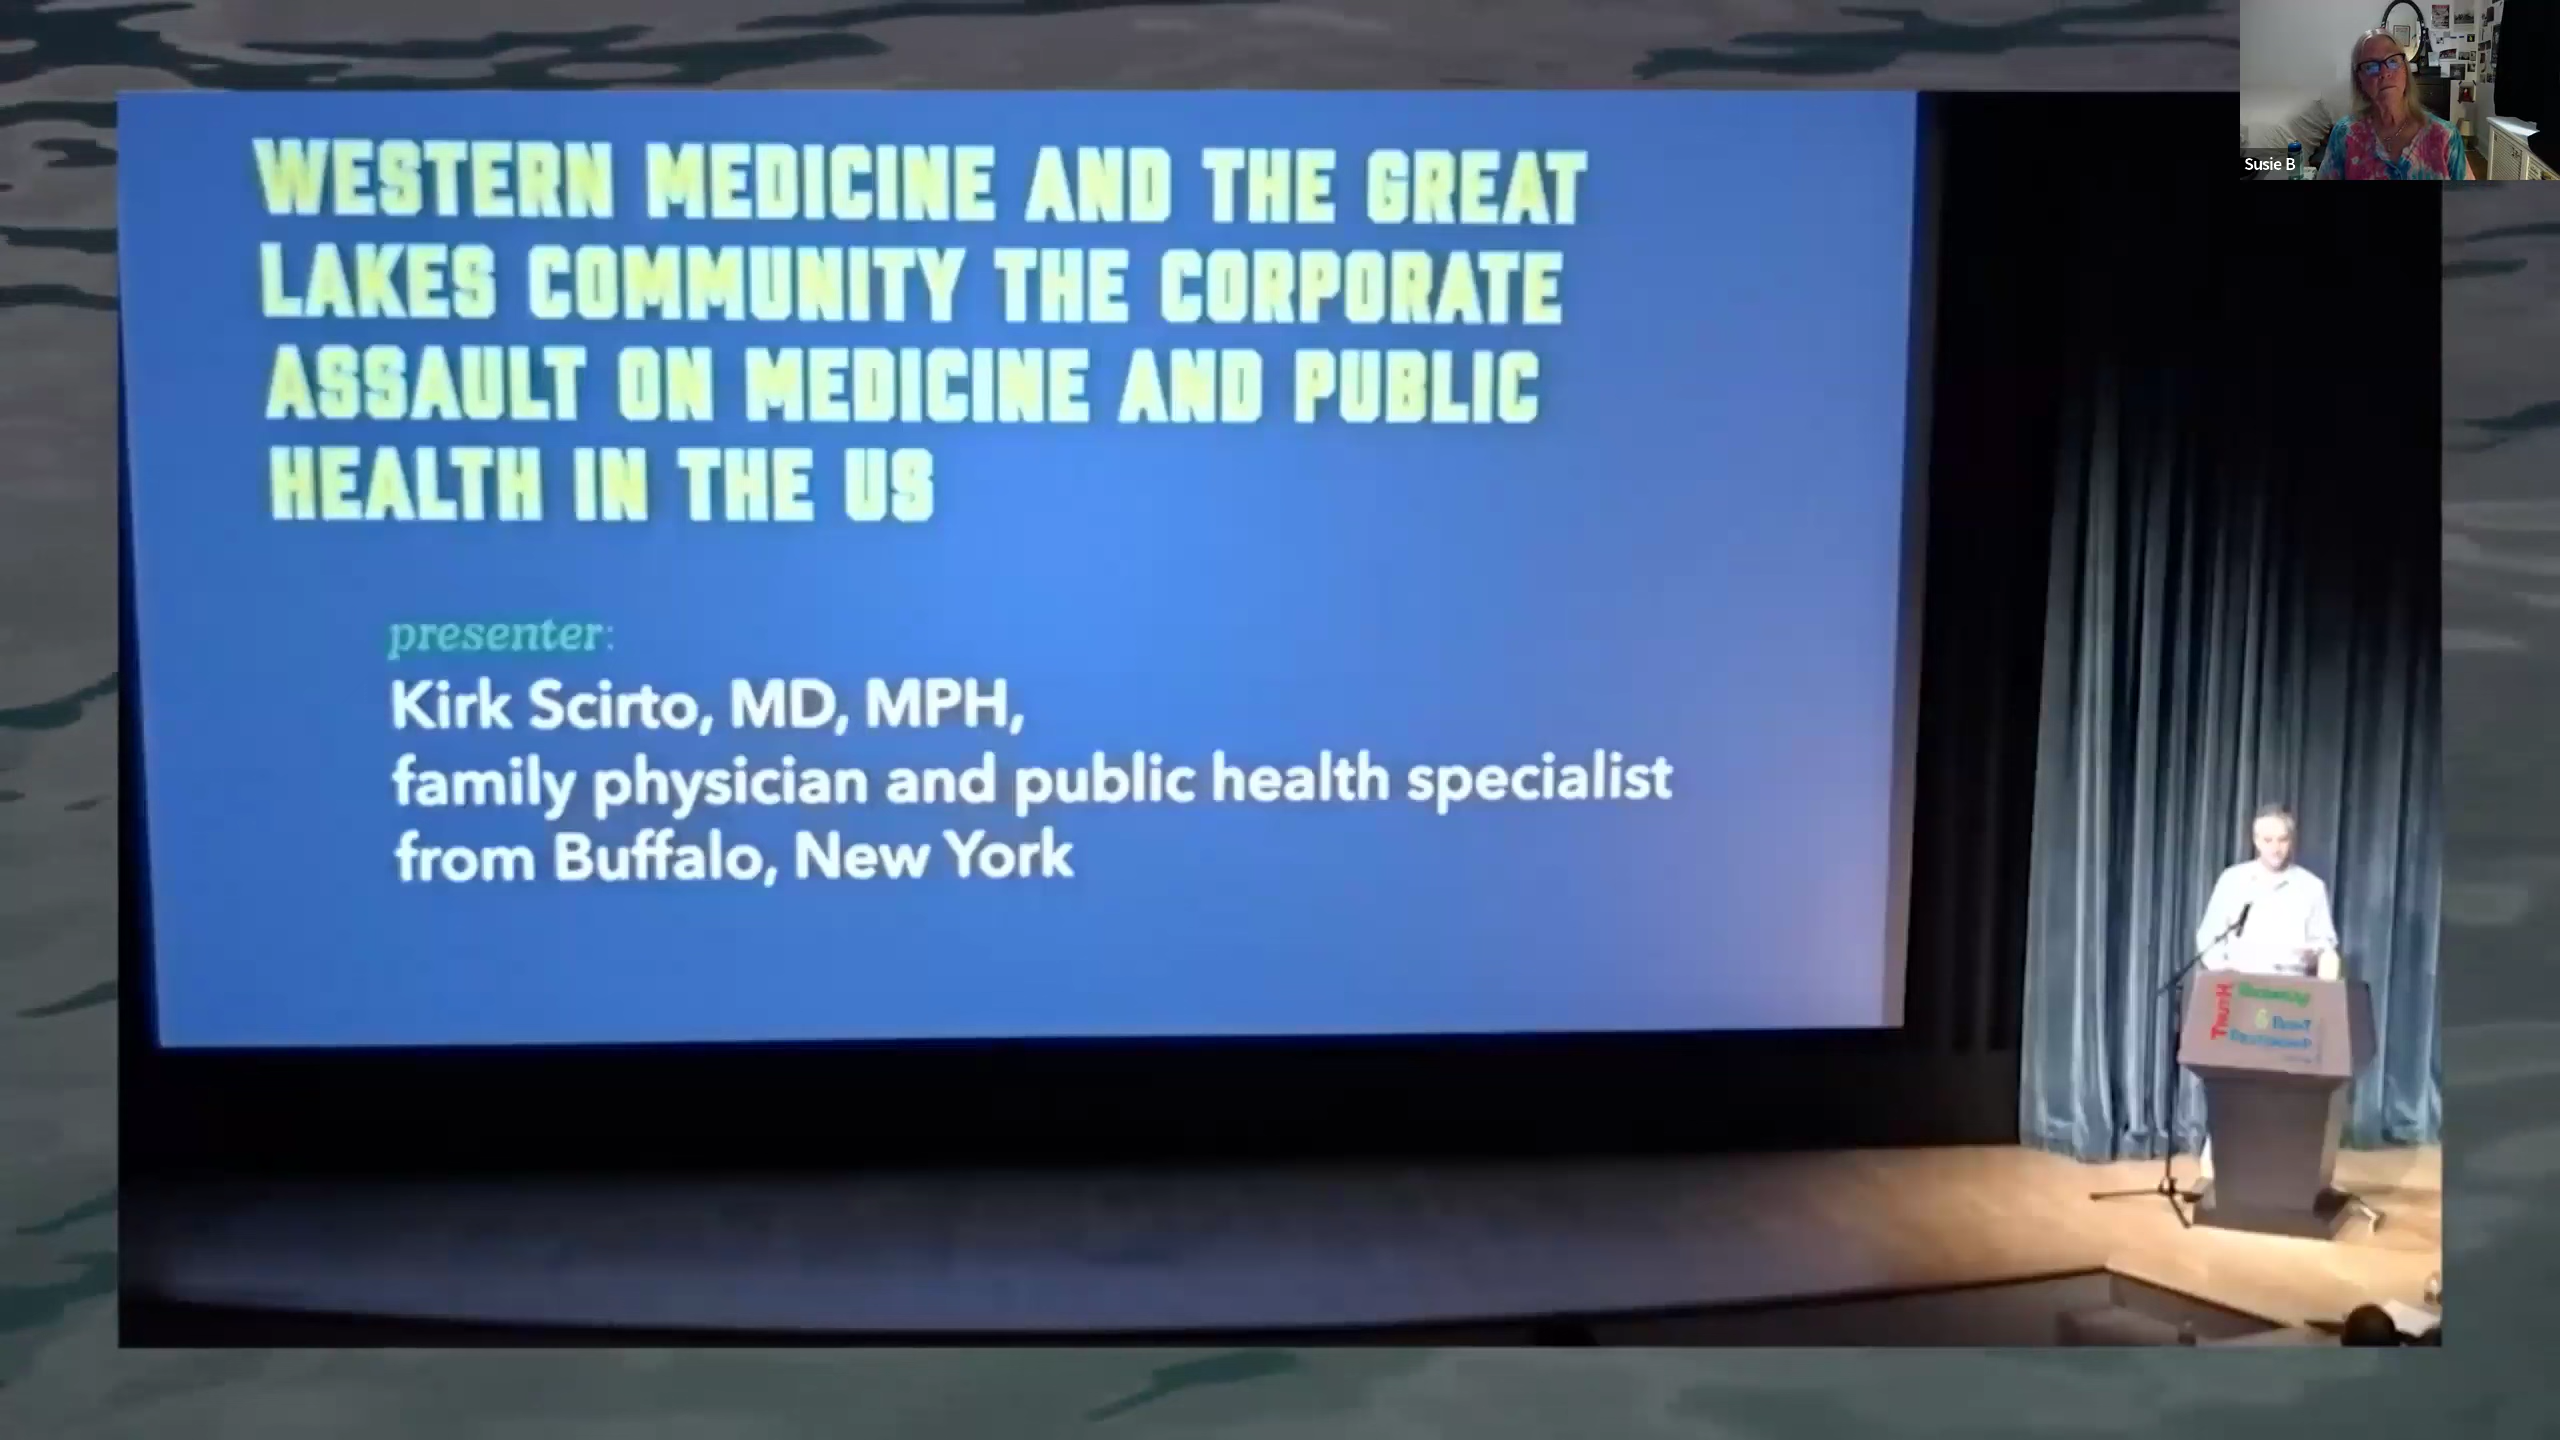 WESTERN MEDICINE AND THE GREAT
LAKES COMMUNITY THE CORPORATE
ASSAULT ON MEDICINE AND PUBLIC
HEALTH IN THE US
presenter:
Kirk Scirto, MD, MPH,
family physician and public health specialist
from Buffalo, New York
Susie B
TRUTH
&